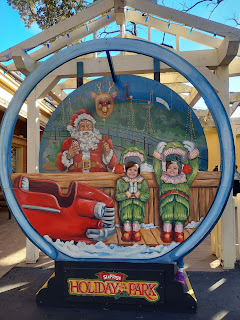 Six Flags
HOLIDAY IN THE PARK